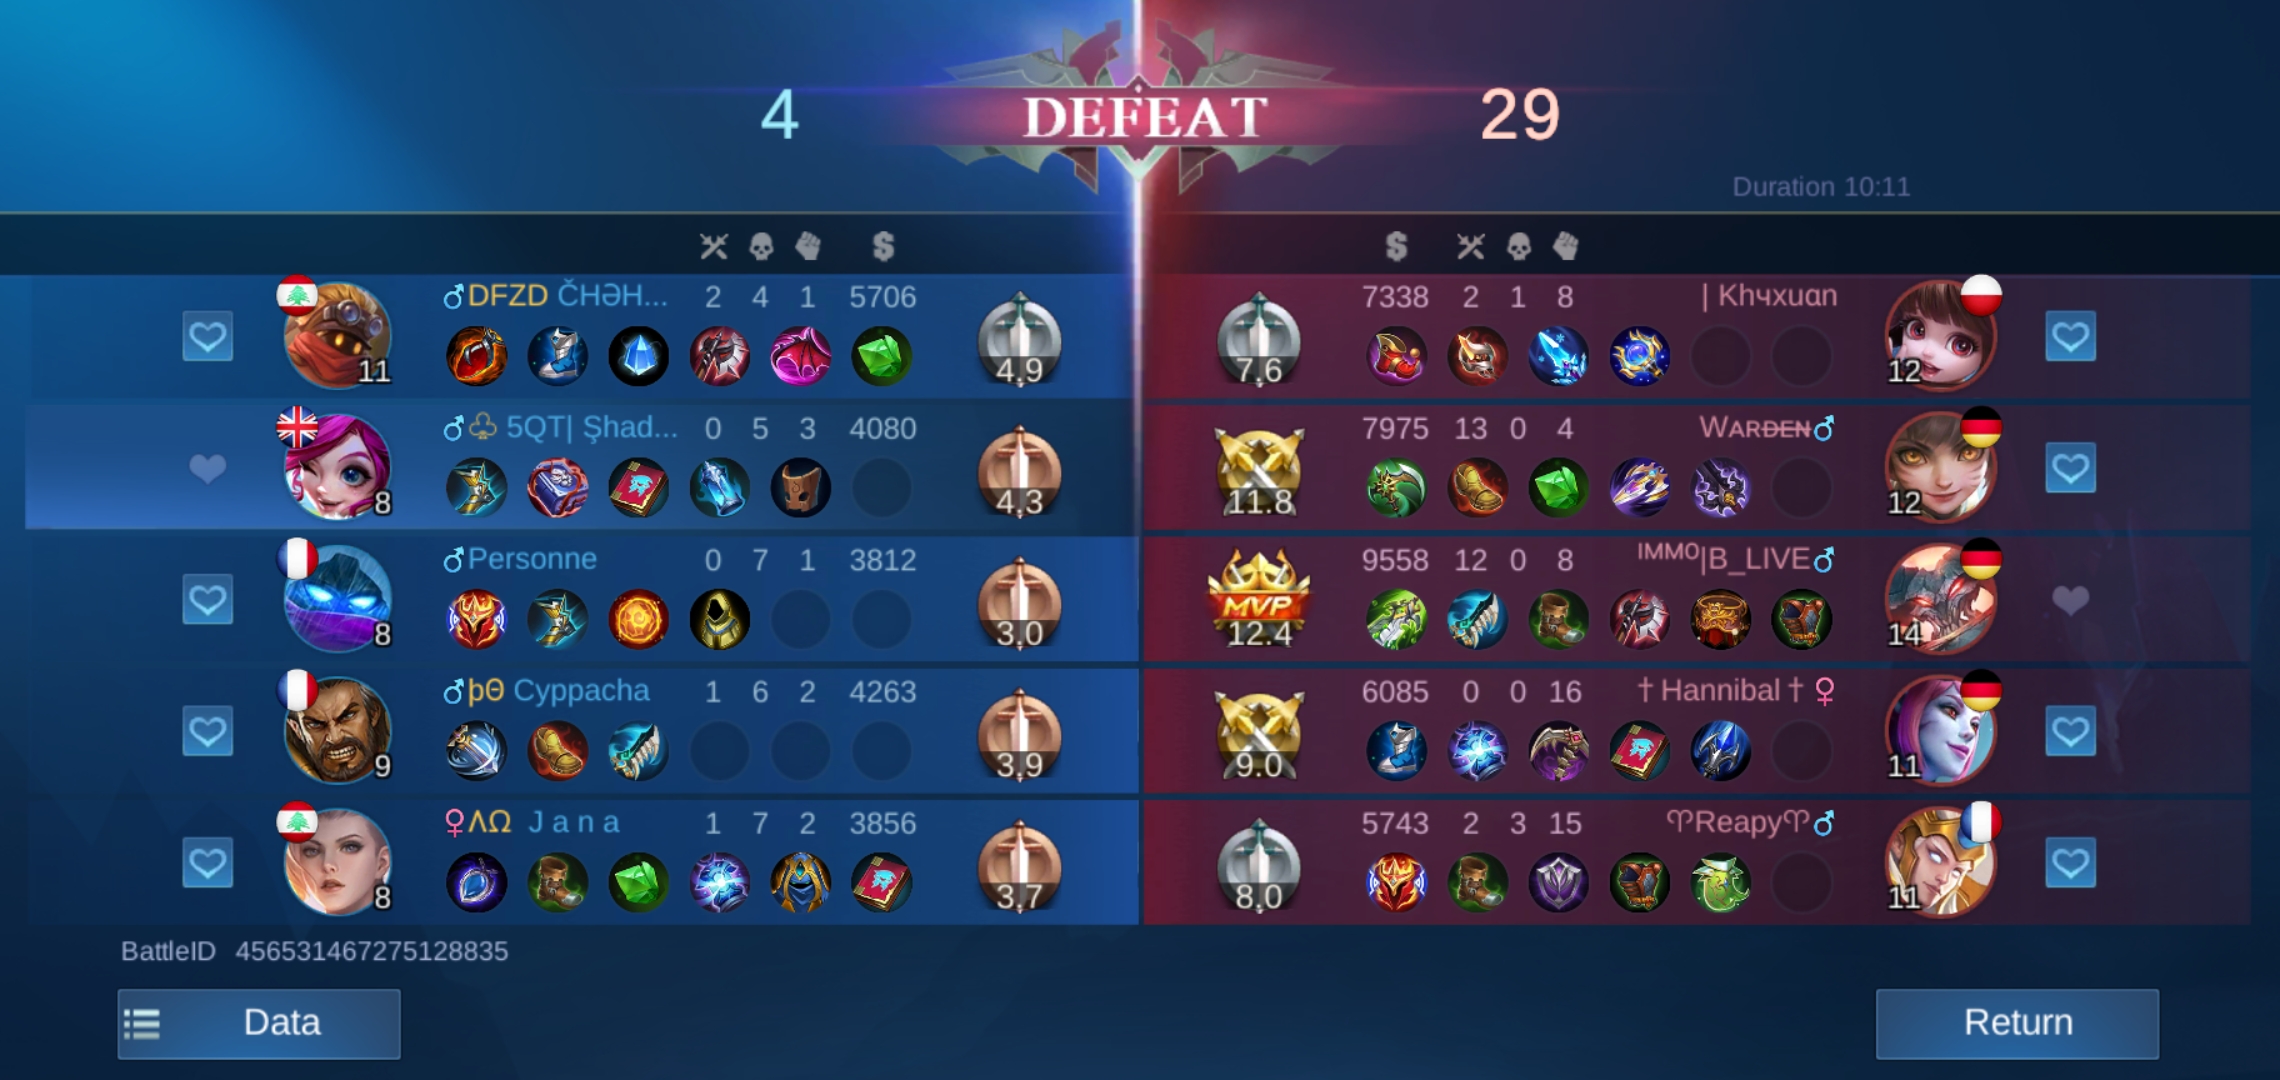 4 DEFEAT 29
Duration 10:11
DFZD ČHƏH... 2 4 1 5706
11 4.9
7338 2 1 8 | Khчxuɑn
7.6 12
5QT| Şhad... 0 5 3 4080
8 4.3
7975 13 0 4 WARDEN
11.8 12
Personne 0 7 1 3812
8 3.0
9558 12 0 8 ᴵᴹᴹᴼ|B_LIVE
MVP
12.4 14
þΘ Cyppacha 1 6 2 4263
9 3.9
6085 0 0 16 † Hannibal †
9.0 11
ΛΩ J a n a 1 7 2 3856
8 3.7
5743 2 3 15 ♈Reapy♈
8.0 11
BattleID 456531467275128835
Data Return